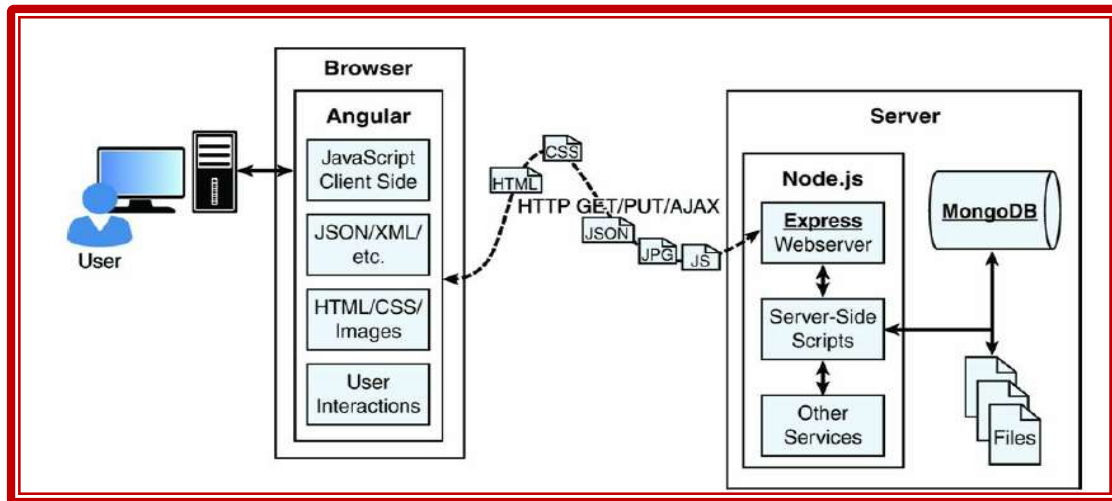 Browser
Angular
JavaScript
Client Side
JSON/XML/
etc.
HTML/CSS/
Images
User
Interactions
User
HTML
CSS
HTTP GET/PUT/AJAX
JSON
JPG
JS
Server
Node.js
Express
Webserver
Server-Side
Scripts
Other
Services
MongoDB
Files